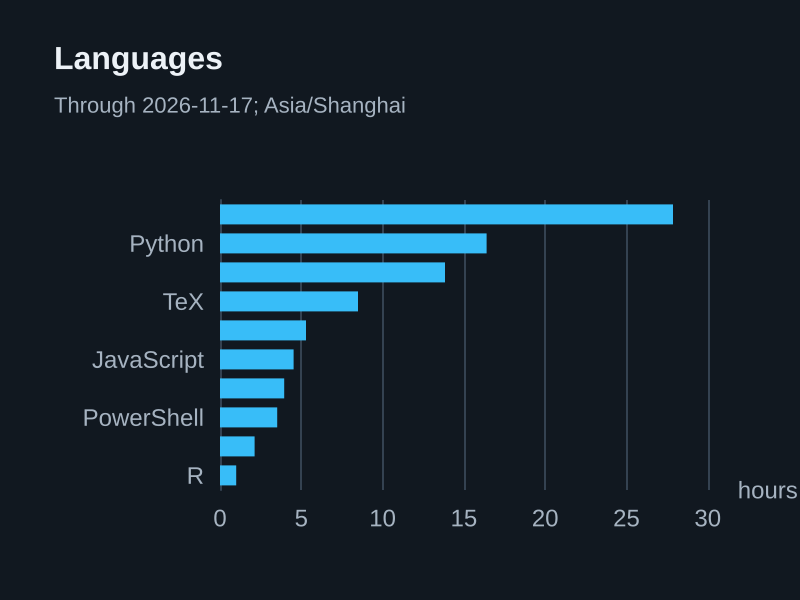 Languages
Through 2026-11-17; Asia/Shanghai
Python
TeX
JavaScript
PowerShell
R
hours
0 5 10 15 20 25 30